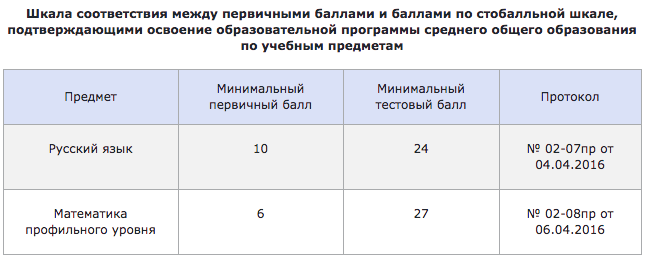 Шкала соответствия между первичными баллами и баллами по стобалльной шкале,
подтверждающими освоение образовательной программы среднего общего образования
по учебным предметам
Предмет
Минимальный
первичный балл
Минимальный
тестовый балл
Протокол
Русский язык
10
24
№ 02-07пр от
04.04.2016
Математика
профильного уровня
6
27
№ 02-08пр от
06.04.2016